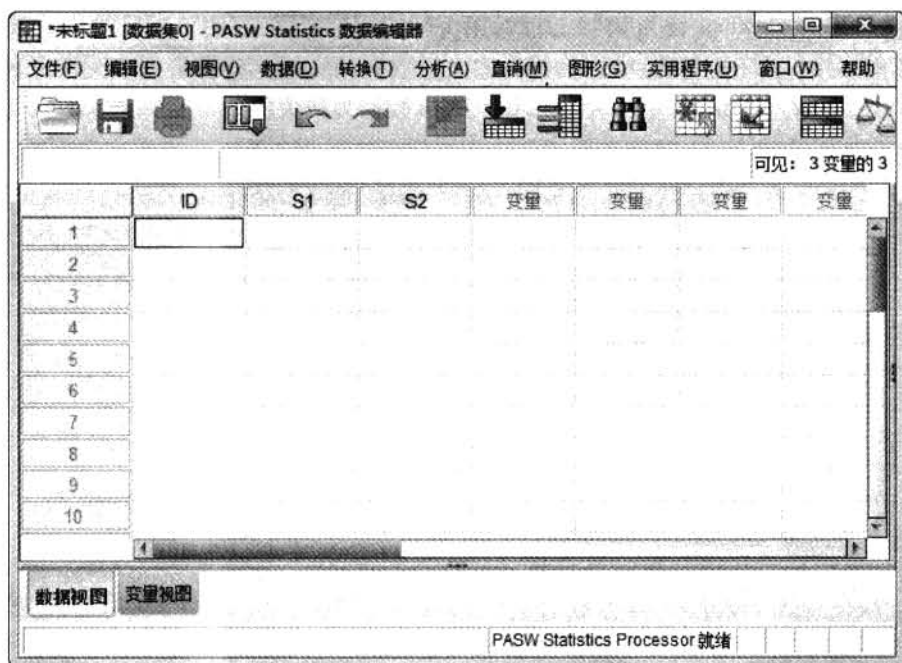 *未标题1 [数据集0] - PASW Statistics 数据编辑器
文件(F) 编辑(E) 视图(V) 数据(D) 转换(T) 分析(A) 直销(M) 图形(G) 实用程序(U) 窗口(W) 帮助
可见: 3 变量的 3
ID S1 S2 变量 变量 变量 变量
1
2
3
4
5
6
7
8
9
10
数据视图 变量视图
PASW Statistics Processor 就绪